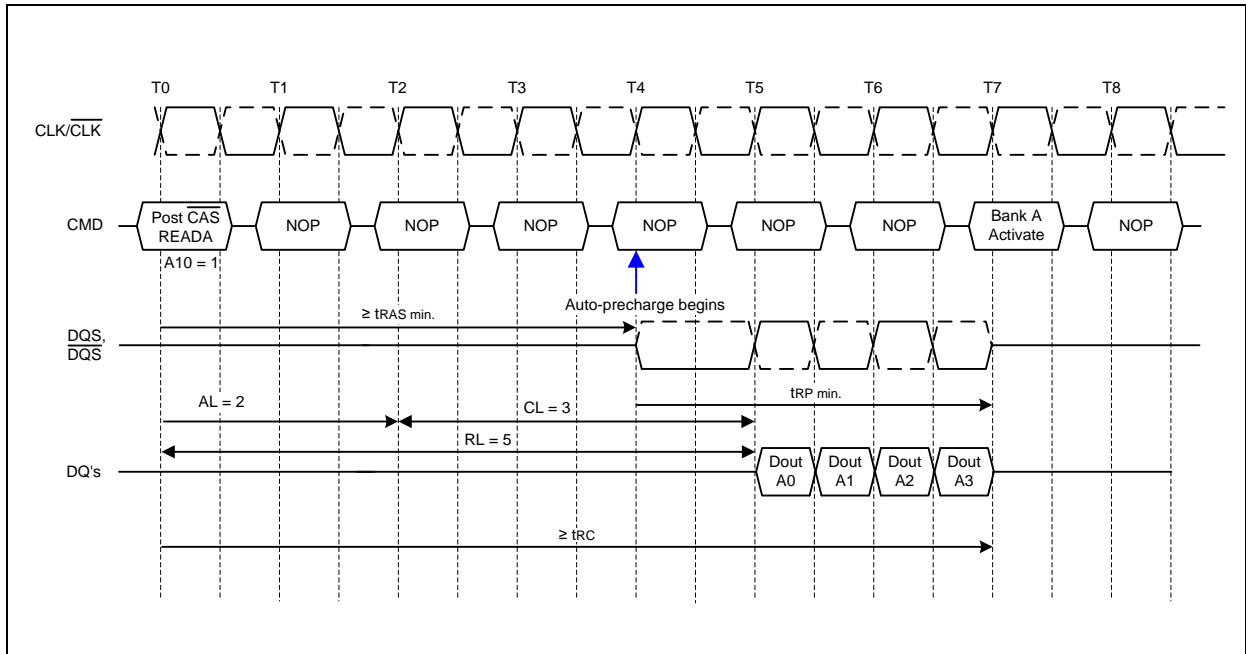 T0 T1 T2 T3 T4 T5 T6 T7 T8
CLK/CLK
CMD Post CAS READA NOP NOP NOP NOP NOP NOP Bank A Activate NOP
A10 = 1
Auto-precharge begins
≥ tRAS min.
DQS,
DQS
tRP min.
AL = 2 CL = 3
RL = 5
DQ's Dout A0 Dout A1 Dout A2 Dout A3
≥ tRC